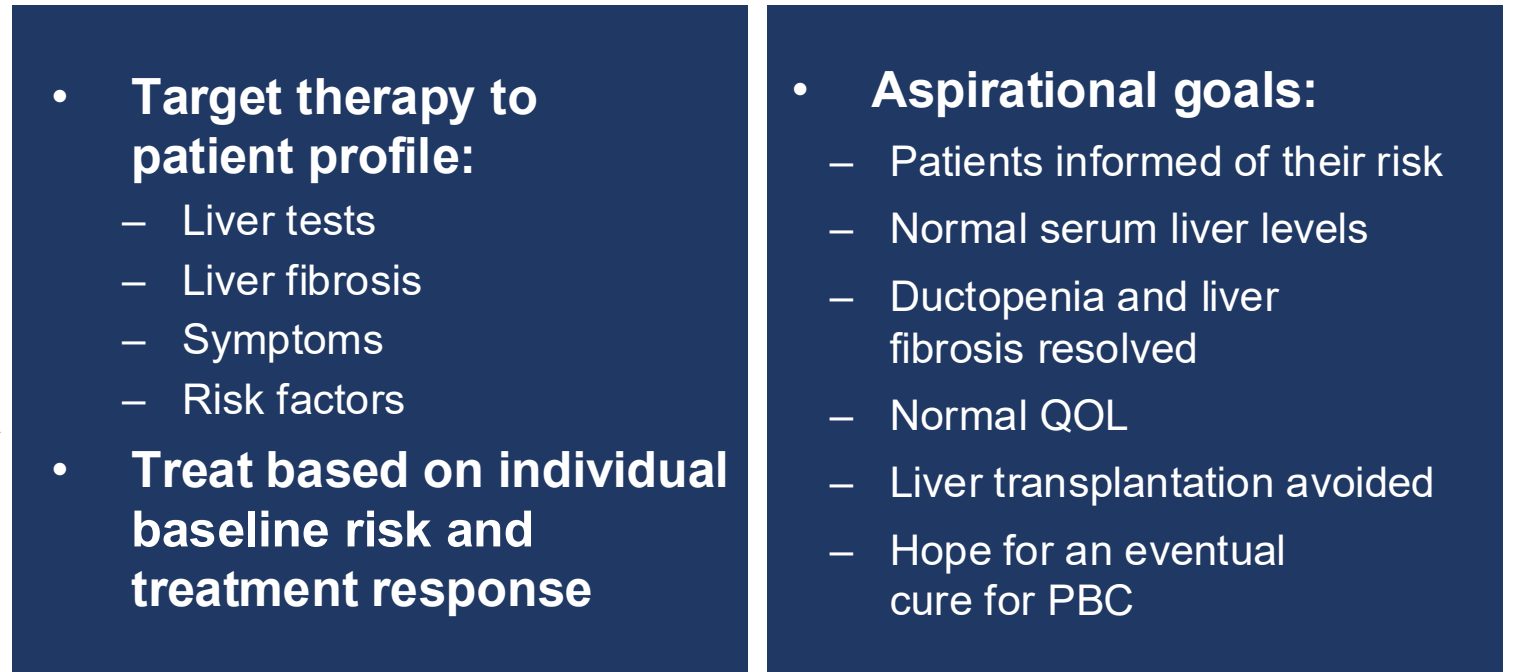 • Target therapy to
patient profile:
– Liver tests
– Liver fibrosis
– Symptoms
– Risk factors
• Treat based on individual
baseline risk and
treatment response
• Aspirational goals:
– Patients informed of their risk
– Normal serum liver levels
– Ductopenia and liver
fibrosis resolved
– Normal QOL
– Liver transplantation avoided
– Hope for an eventual
cure for PBC